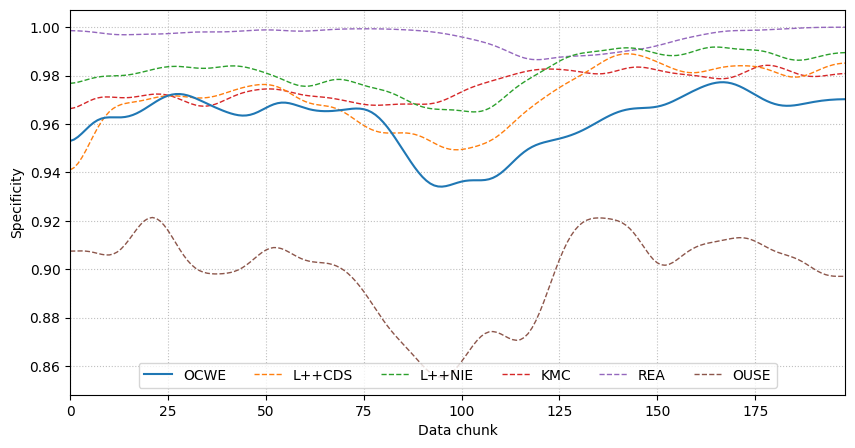 1.00
0.98
0.96
0.94
0.92
0.90
0.88
0.86
Specificity
OCWE L++CDS L++NIE KMC REA OUSE
0 25 50 75 100 125 150 175
Data chunk